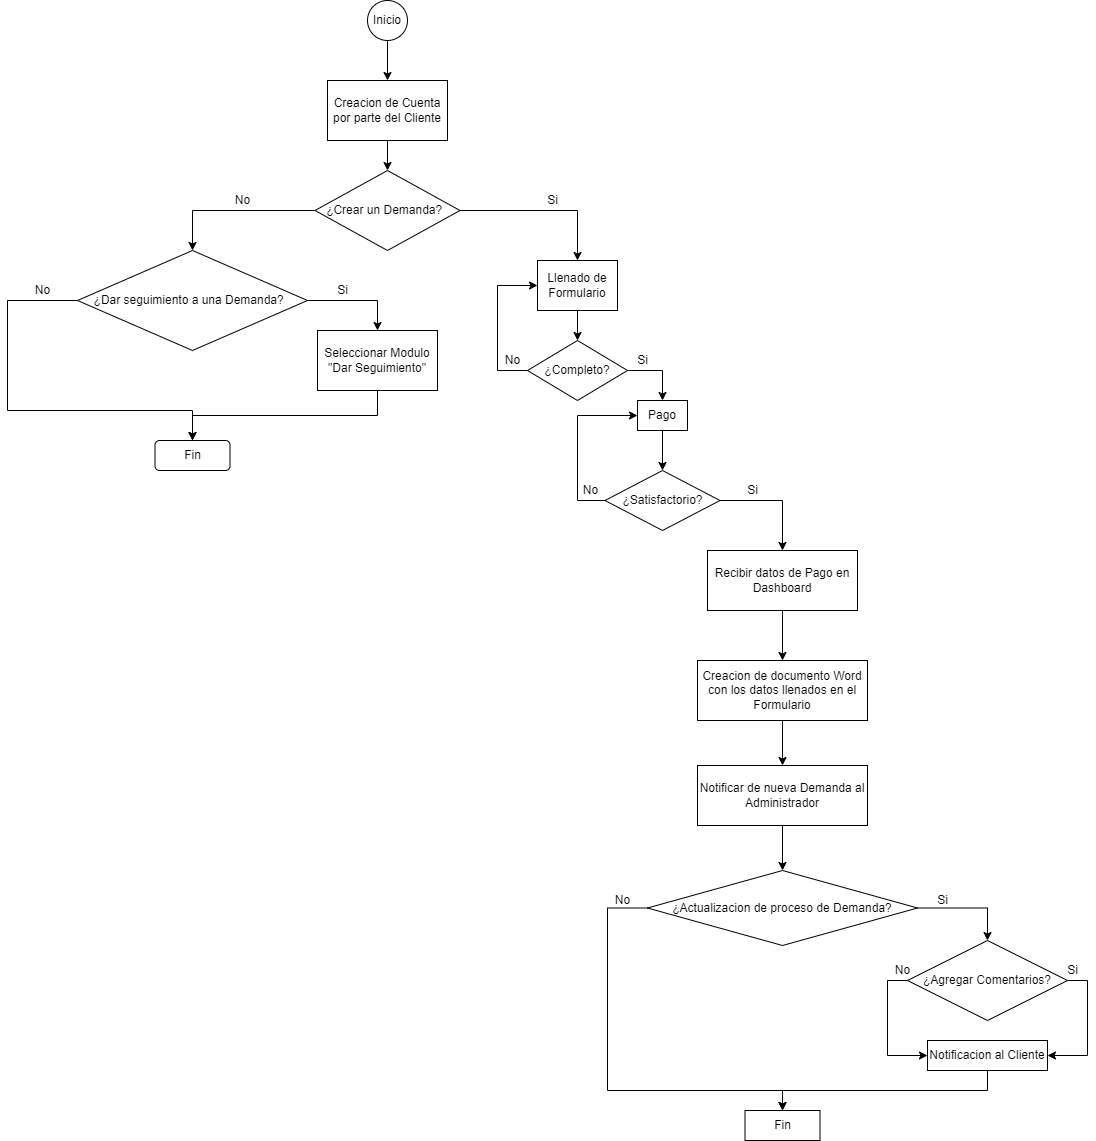 Inicio
Creacion de Cuenta
por parte del Cliente
No
¿Crear un Demanda?
Si
No
¿Dar seguimiento a una Demanda?
Si
Llenado de
Formulario
Seleccionar Modulo
"Dar Seguimiento"
No
¿Completo?
Si
Pago
Fin
No
¿Satisfactorio?
Si
Recibir datos de Pago en
Dashboard
Creacion de documento Word
con los datos llenados en el
Formulario
Notificar de nueva Demanda al
Administrador
No
¿Actualizacion de proceso de Demanda?
Si
No
¿Agregar Comentarios?
Si
Notificacion al Cliente
Fin